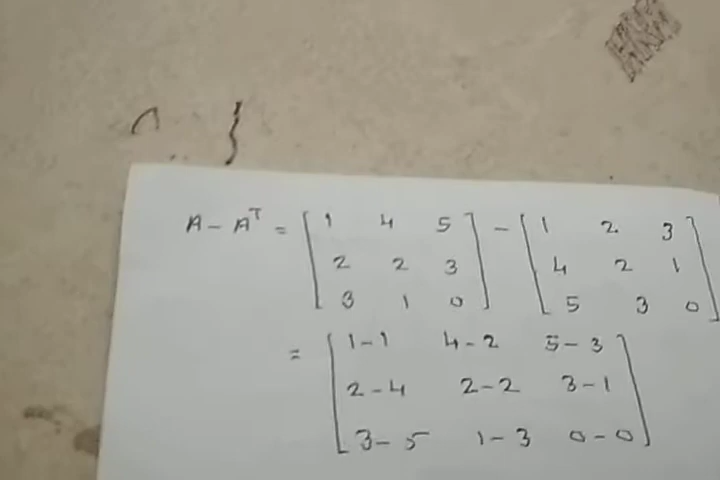 A - Aᵀ = [1 4 5] - [1 2 3]
[2 2 3] [4 2 1]
[3 1 0] [5 3 0]
= [1-1 4-2 5-3]
[2-4 2-2 3-1]
[3-5 1-3 0-0]